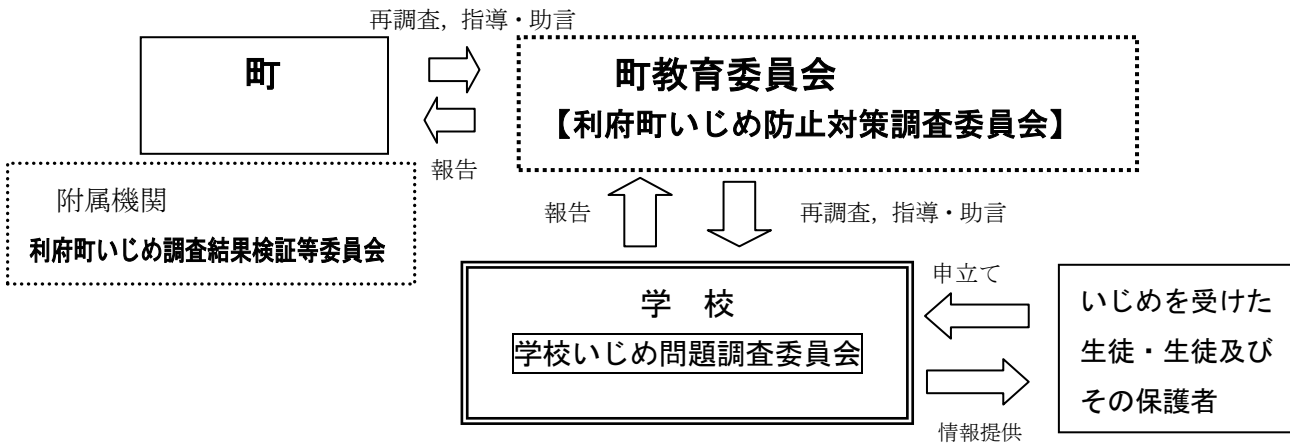 再調査，指導・助言
町
町教育委員会
【利府町いじめ防止対策調査委員会】
報告
附属機関
利府町いじめ調査結果検証等委員会
報告
再調査，指導・助言
学　校
学校いじめ問題調査委員会
申立て
いじめを受けた
生徒・生徒及び
その保護者
情報提供